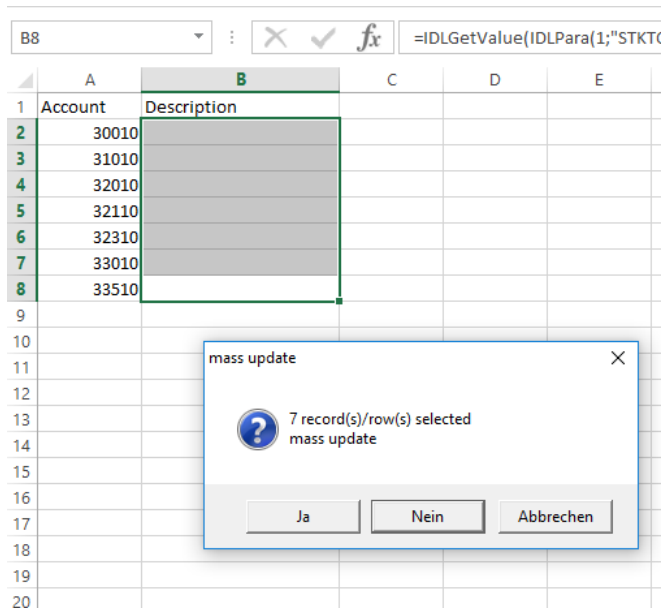 B8
fx
=IDLGetValue(IDLPara(1;"STKTO
A B C D E
1 Account Description
2 30010
3 31010
4 32010
5 32110
6 32310
7 33010
8 33510
9
10
11
12
13
14
15
16
17
18
19
20
mass update
7 record(s)/row(s) selected
mass update
Ja Nein Abbrechen